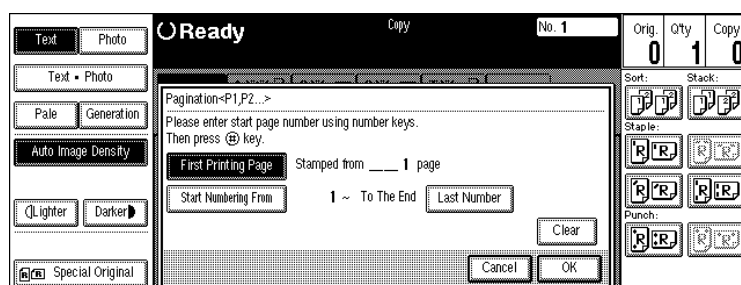 Text Photo
Text • Photo
Pale Generation
Auto Image Density
Lighter Darker
Special Original
Ready
Copy
No. 1
Pagination<P1,P2...>
Please enter start page number using number keys.
Then press # key.
First Printing Page Stamped from __ __ 1 page
Start Numbering From 1 ~ To The End Last Number
Clear
Cancel OK
Orig. Q'ty Copy
0 1 0
Sort: Stack:
Staple:
Punch: